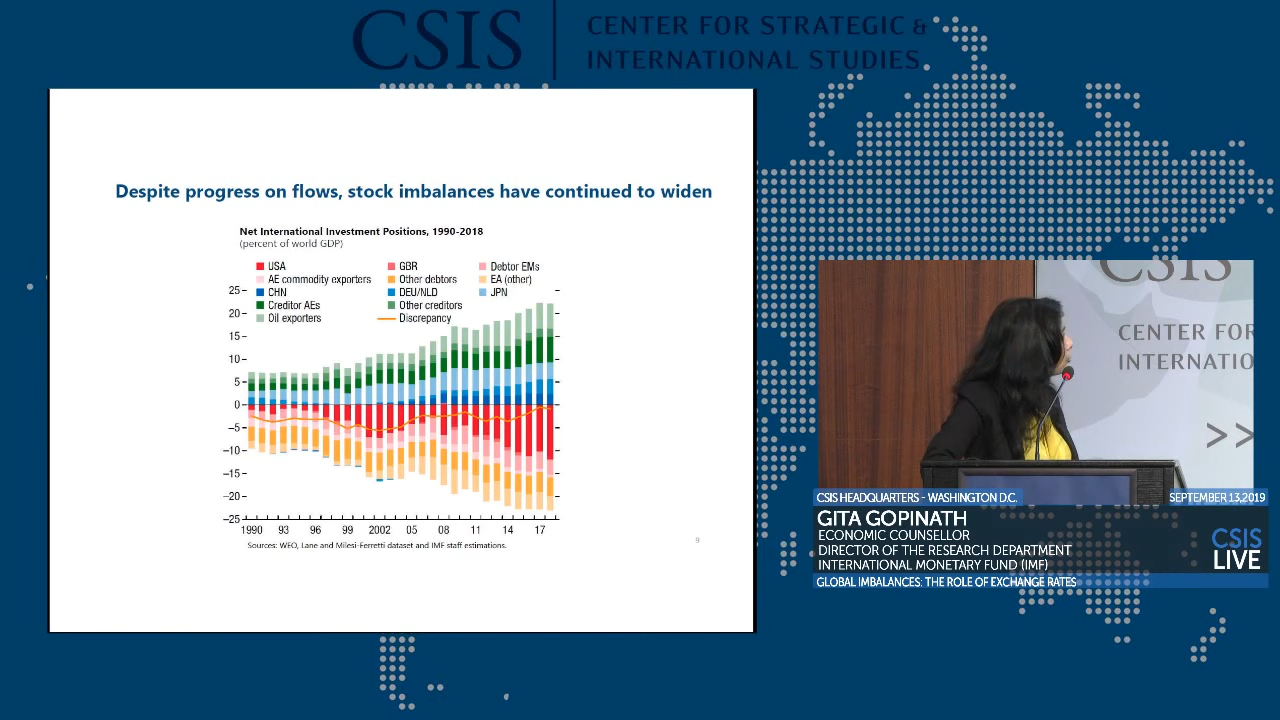 CSIS
CENTER FOR STRATEGIC &
INTERNATIONAL STUDIES
Despite progress on flows, stock imbalances have continued to widen
Net International Investment Positions, 1990-2018
(percent of world GDP)
USA
GBR
Debtor EMs
AE commodity exporters
Other debtors
EA (other)
CHN
DEU/NLD
JPN
Creditor AEs
Other creditors
Oil exporters
Discrepancy
25
20
15
10
5
0
−5
−10
−15
−20
−25
1990 93 96 99 2002 05 08 11 14 17
Sources: WEO, Lane and Milesi-Ferretti dataset and IMF staff estimations.
9
CSIS
CENTER FOR
INTERNATIO
>>
CSIS HEADQUARTERS - WASHINGTON D.C.
SEPTEMBER 13,2019
GITA GOPINATH
ECONOMIC COUNSELLOR
DIRECTOR OF THE RESEARCH DEPARTMENT
INTERNATIONAL MONETARY FUND (IMF)
CSIS
LIVE
GLOBAL IMBALANCES: THE ROLE OF EXCHANGE RATES